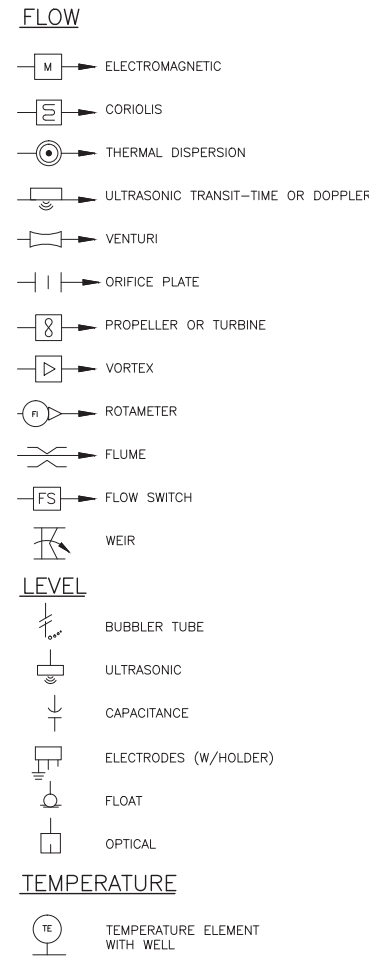 FLOW
M ELECTROMAGNETIC
CORIOLIS
THERMAL DISPERSION
ULTRASONIC TRANSIT-TIME OR DOPPLER
VENTURI
ORIFICE PLATE
PROPELLER OR TURBINE
VORTEX
FI ROTAMETER
FLUME
FS FLOW SWITCH
WEIR
LEVEL
BUBBLER TUBE
ULTRASONIC
CAPACITANCE
ELECTRODES (W/HOLDER)
FLOAT
OPTICAL
TEMPERATURE
TE TEMPERATURE ELEMENT
WITH WELL